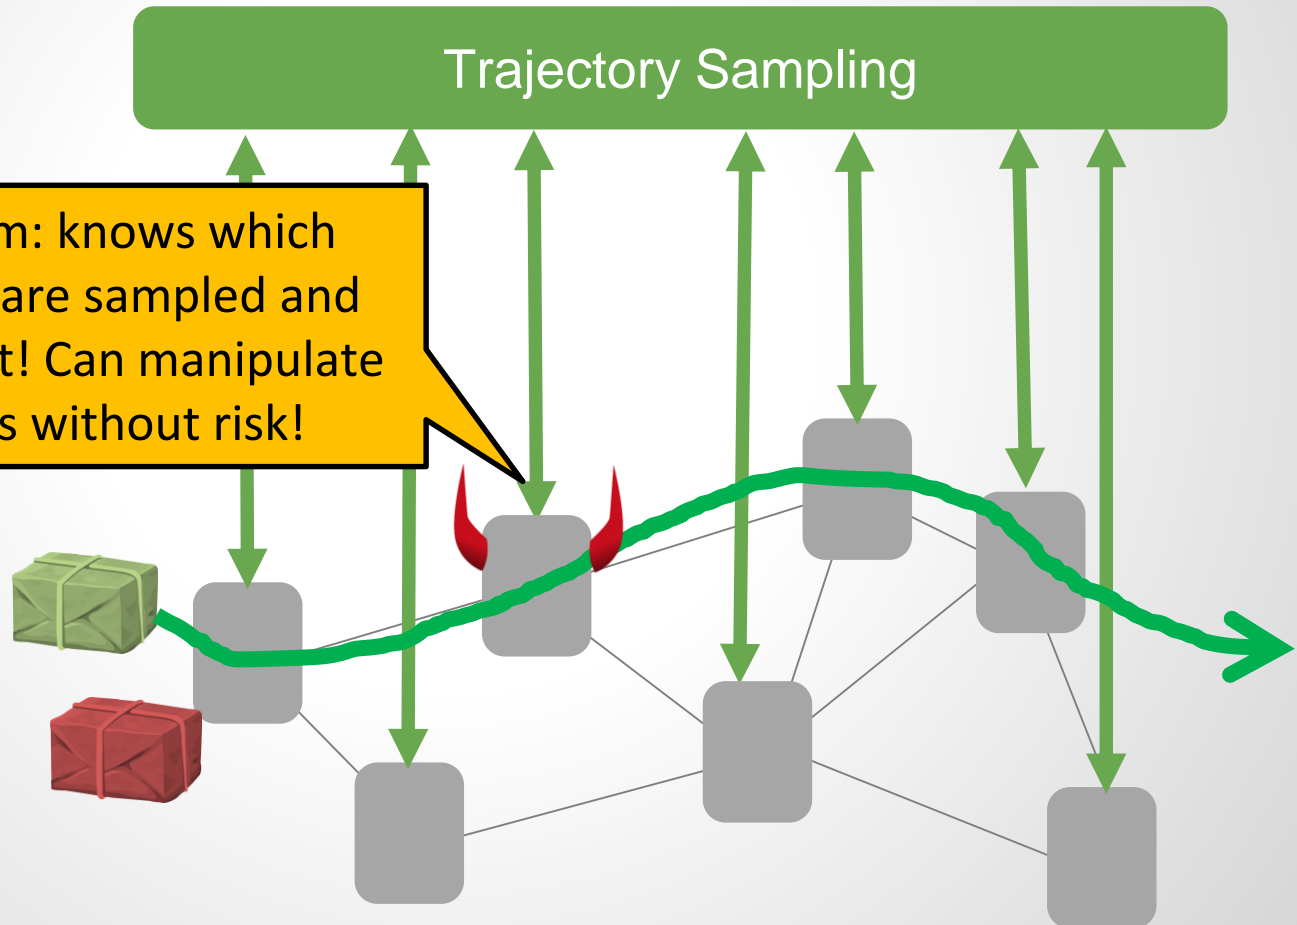 Trajectory Sampling
m: knows which
are sampled and
t! Can manipulate
s without risk!